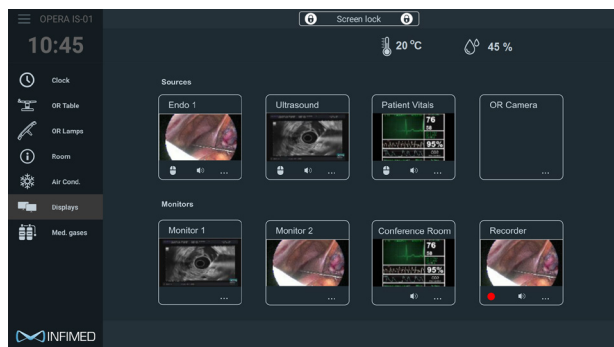 OPERA IS-01
Screen lock
10:45
20 °C
45 %
Clock
OR Table
OR Lamps
Room
Air Cond.
Displays
Med. gases
Sources
Endo 1
Ultrasound
Patient Vitals
OR Camera
76
95%
...
...
...
...
Monitors
Monitor 1
Monitor 2
Conference Room
Recorder
76
95%
...
...
...
...
INFIMED